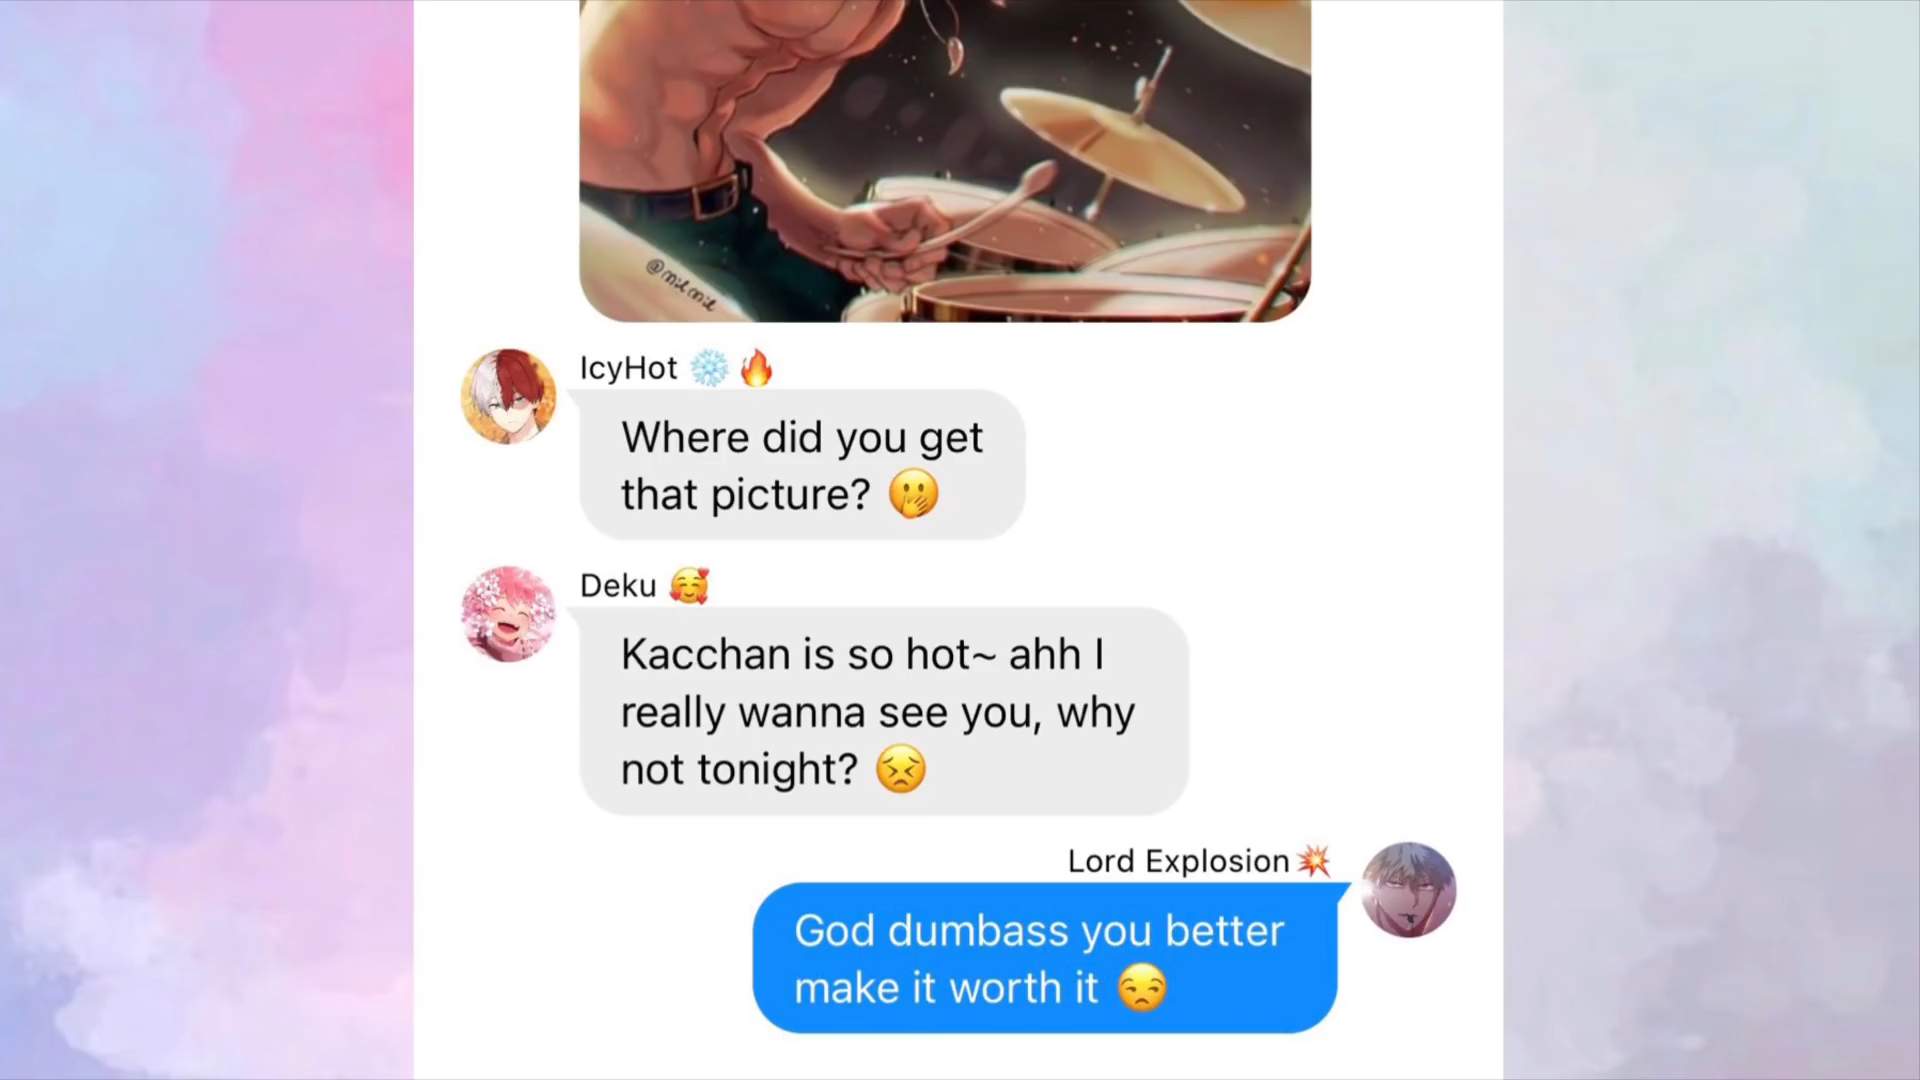 @milmil
IcyHot ❄️🔥
Where did you get
that picture? 🫢
Deku 🥰
Kacchan is so hot~ ahh I
really wanna see you, why
not tonight? 😣
Lord Explosion 💥
God dumbass you better
make it worth it 😒